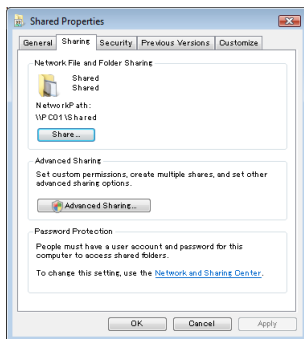 Shared Properties
General Sharing Security Previous Versions Customize
Network File and Folder Sharing
Shared
Shared
Network Path:
\\PC01\Shared
Share...
Advanced Sharing
Set custom permissions, create multiple shares, and set other
advanced sharing options.
Advanced Sharing...
Password Protection
People must have a user account and password for this
computer to access shared folders.
To change this setting, use the Network and Sharing Center.
OK Cancel Apply